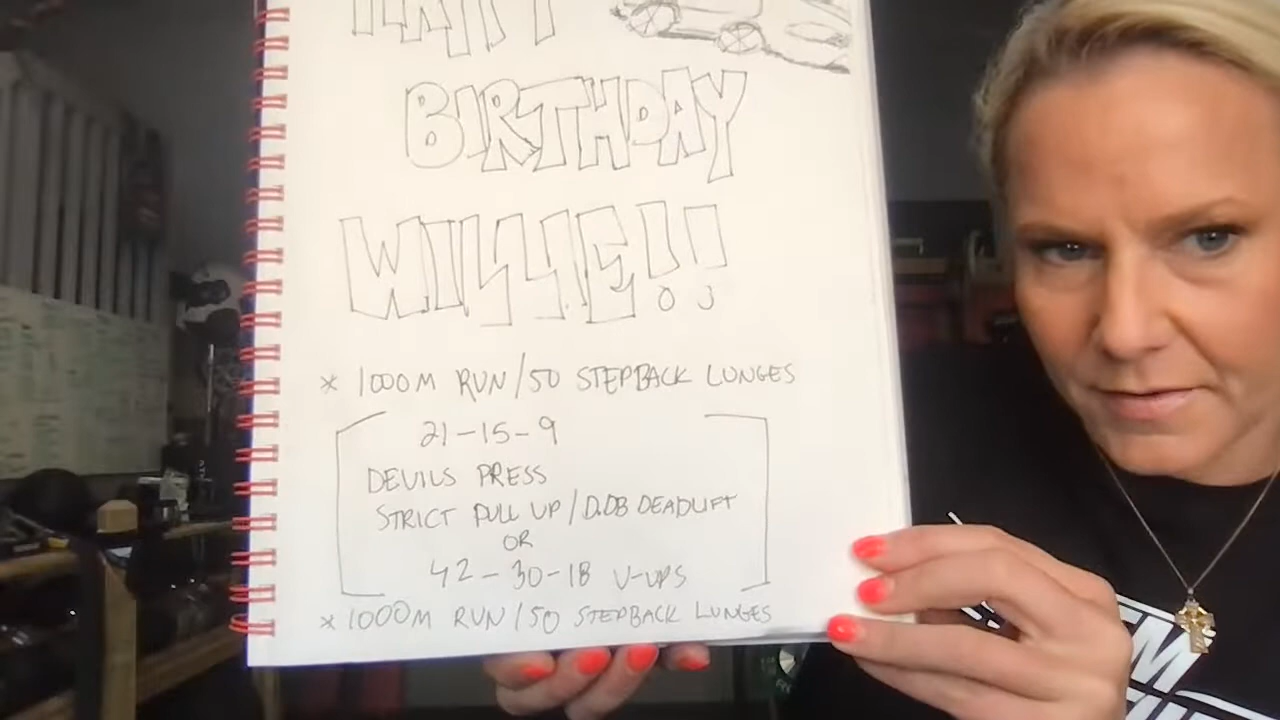 HAPPY
BIRTHDAY
WILLIE!!
* 1000M RUN/50 STEPBACK LUNGES
21-15-9
DEVILS PRESS
STRICT PULL UP/D.DB DEADLIFT
OR
42-30-18 V-UPS
*1000M RUN/50 STEPBACK LUNGES